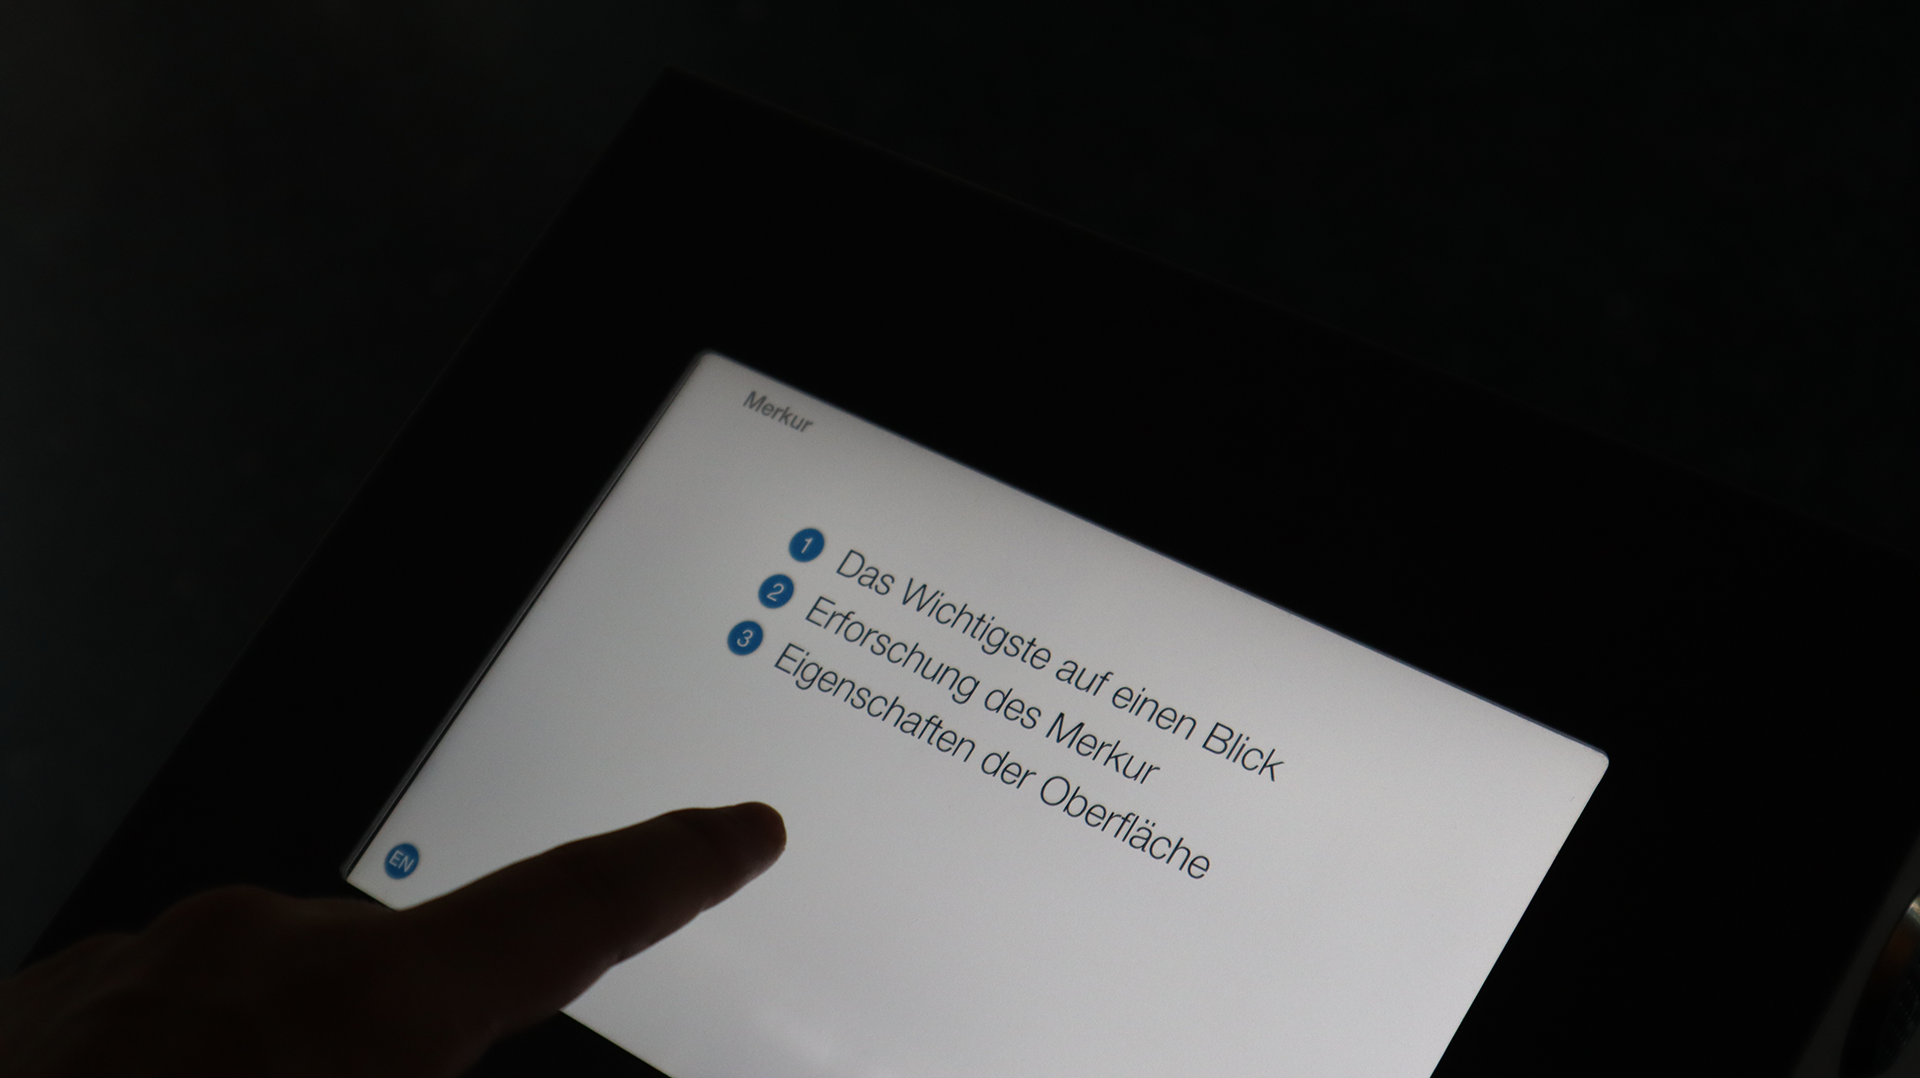 Merkur
1 Das Wichtigste auf einen Blick
2 Erforschung des Merkur
3 Eigenschaften der Oberfläche
EN